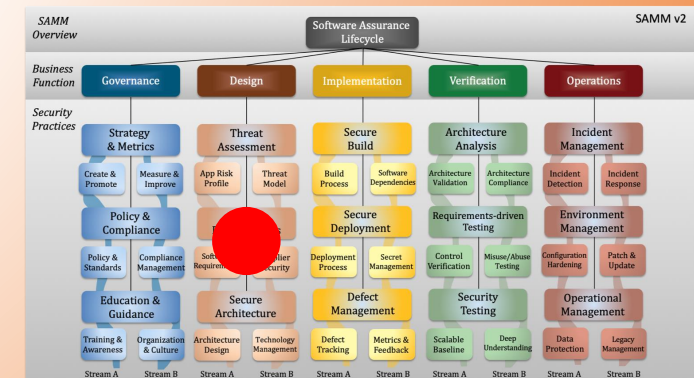 SAMM
Overview
Software Assurance
Lifecycle
SAMM v2
Business
Function
Governance
Design
Implementation
Verification
Operations
Security
Practices
Strategy
& Metrics
Threat
Assessment
Secure
Build
Architecture
Analysis
Incident
Management
Create &
Promote
Measure &
Improve
App Risk
Profile
Threat
Model
Build
Process
Software
Dependencies
Architecture
Validation
Architecture
Compliance
Incident
Detection
Incident
Response
Policy &
Compliance
Secure
Deployment
Requirements-driven
Testing
Environment
Management
Policy &
Standards
Compliance
Management
Deployment
Process
Secret
Management
Control
Verification
Misuse/Abuse
Testing
Configuration
Hardening
Patch &
Update
Education &
Guidance
Secure
Architecture
Defect
Management
Security
Testing
Operational
Management
Training &
Awareness
Organization
& Culture
Architecture
Design
Technology
Management
Defect
Tracking
Metrics &
Feedback
Scalable
Baseline
Deep
Understanding
Data
Protection
Legacy
Management
Stream A
Stream B
Stream A
Stream B
Stream A
Stream B
Stream A
Stream B
Stream A
Stream B